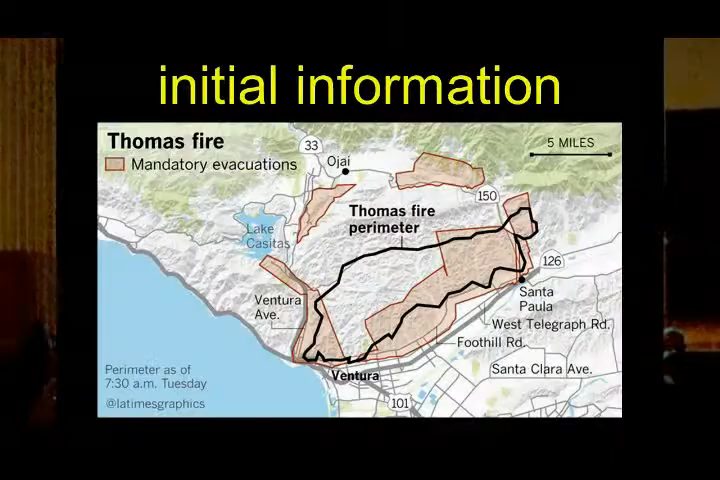 initial information
Thomas fire
Mandatory evacuations
33
Ojai
5 MILES
150
Thomas fire
perimeter
Lake
Casitas
126
Ventura
Ave.
Santa
Paula
West Telegraph Rd.
Foothill Rd.
Santa Clara Ave.
Perimeter as of
7:30 a.m. Tuesday
Ventura
@latimesgraphics
101